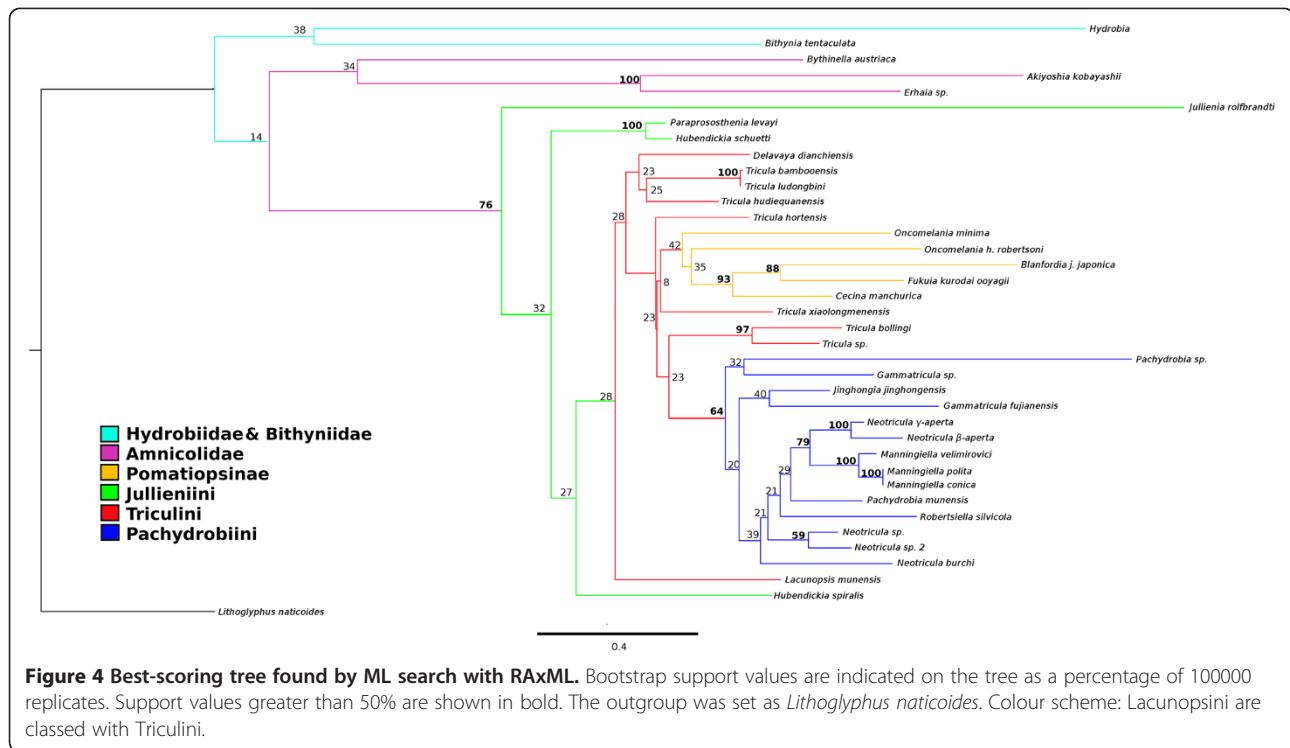 38
Hydrobia
Bithynia tentaculata
34
Bythinella austriaca
100
Akiyoshia kobayashii
Erhaia sp.
14
Jullienia rolfbrandti
100
Paraprososthenia levayi
Hubendickia schuetti
76
Delavaya dianchiensis
23
100
Tricula bambooensis
Tricula ludongbini
25
Tricula hudiequanensis
28
Tricula hortensis
42
Oncomelania minima
Oncomelania h. robertsoni
35
88
Blanfordia j. japonica
93
Fukuia kurodai ooyagii
8
Cecina manchurica
32
23
Tricula xiaolongmenensis
97
Tricula bollingi
Tricula sp.
32
Pachydrobia sp.
23
Gammatricula sp.
28
40
Jinghongia jinghongensis
64
Gammatricula fujianensis
100
Neotricula γ-aperta
79
Neotricula β-aperta
100
Manningiella velimirovici
20
29
100
Manningiella polita
Manningiella conica
27
21
Pachydrobia munensis
21
Robertsiella silvicola
39
59
Neotricula sp.
Neotricula sp. 2
Neotricula burchi
Lacunopsis munensis
Hubendickia spiralis
Lithoglyphus naticoides
Hydrobiidae & Bithyniidae
Amnicolidae
Pomatiopsinae
Jullieniini
Triculini
Pachydrobiini
0.4
Figure 4 Best-scoring tree found by ML search with RAxML. Bootstrap support values are indicated on the tree as a percentage of 100000
replicates. Support values greater than 50% are shown in bold. The outgroup was set as Lithoglyphus naticoides. Colour scheme: Lacunopsini are
classed with Triculini.